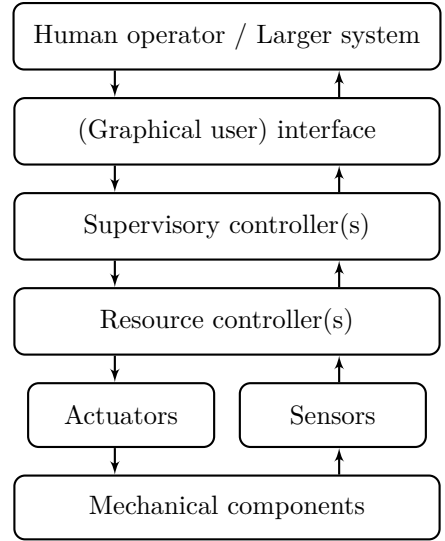 Human operator / Larger system
(Graphical user) interface
Supervisory controller(s)
Resource controller(s)
Actuators
Sensors
Mechanical components